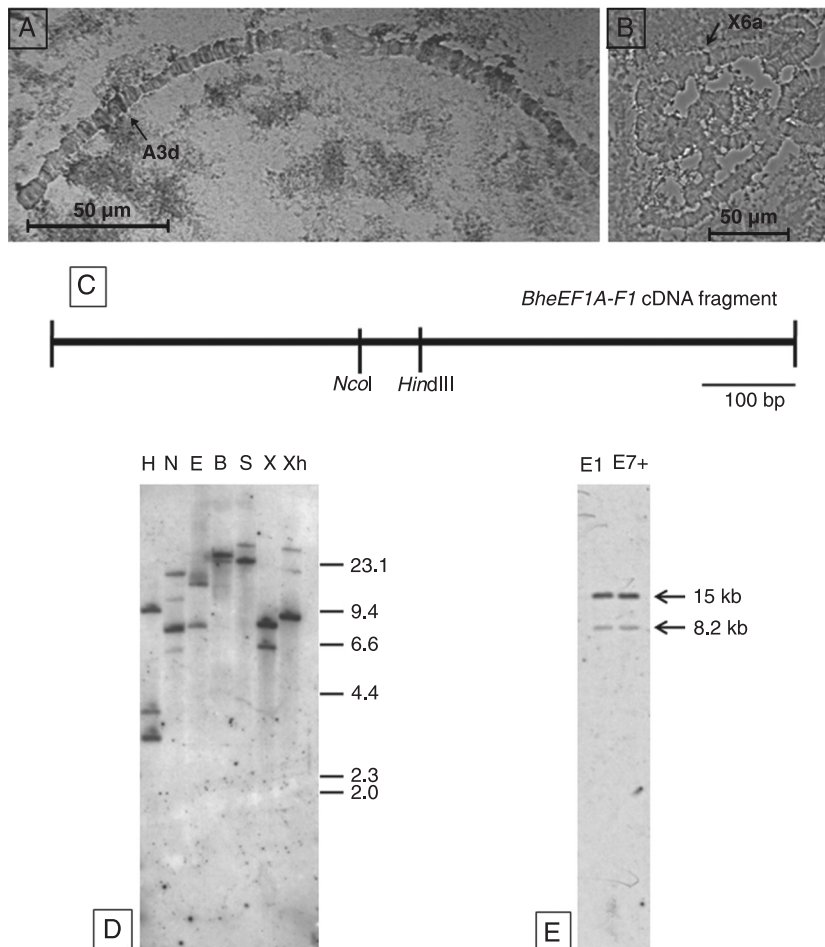 A
A3d
50 µm
B
X6a
50 µm
C
BheEF1A-F1 cDNA fragment
NcoI
HindIII
100 bp
H N E B S X Xh
23.1
9.4
6.6
4.4
2.3
2.0
D
E1 E7+
15 kb
8.2 kb
E